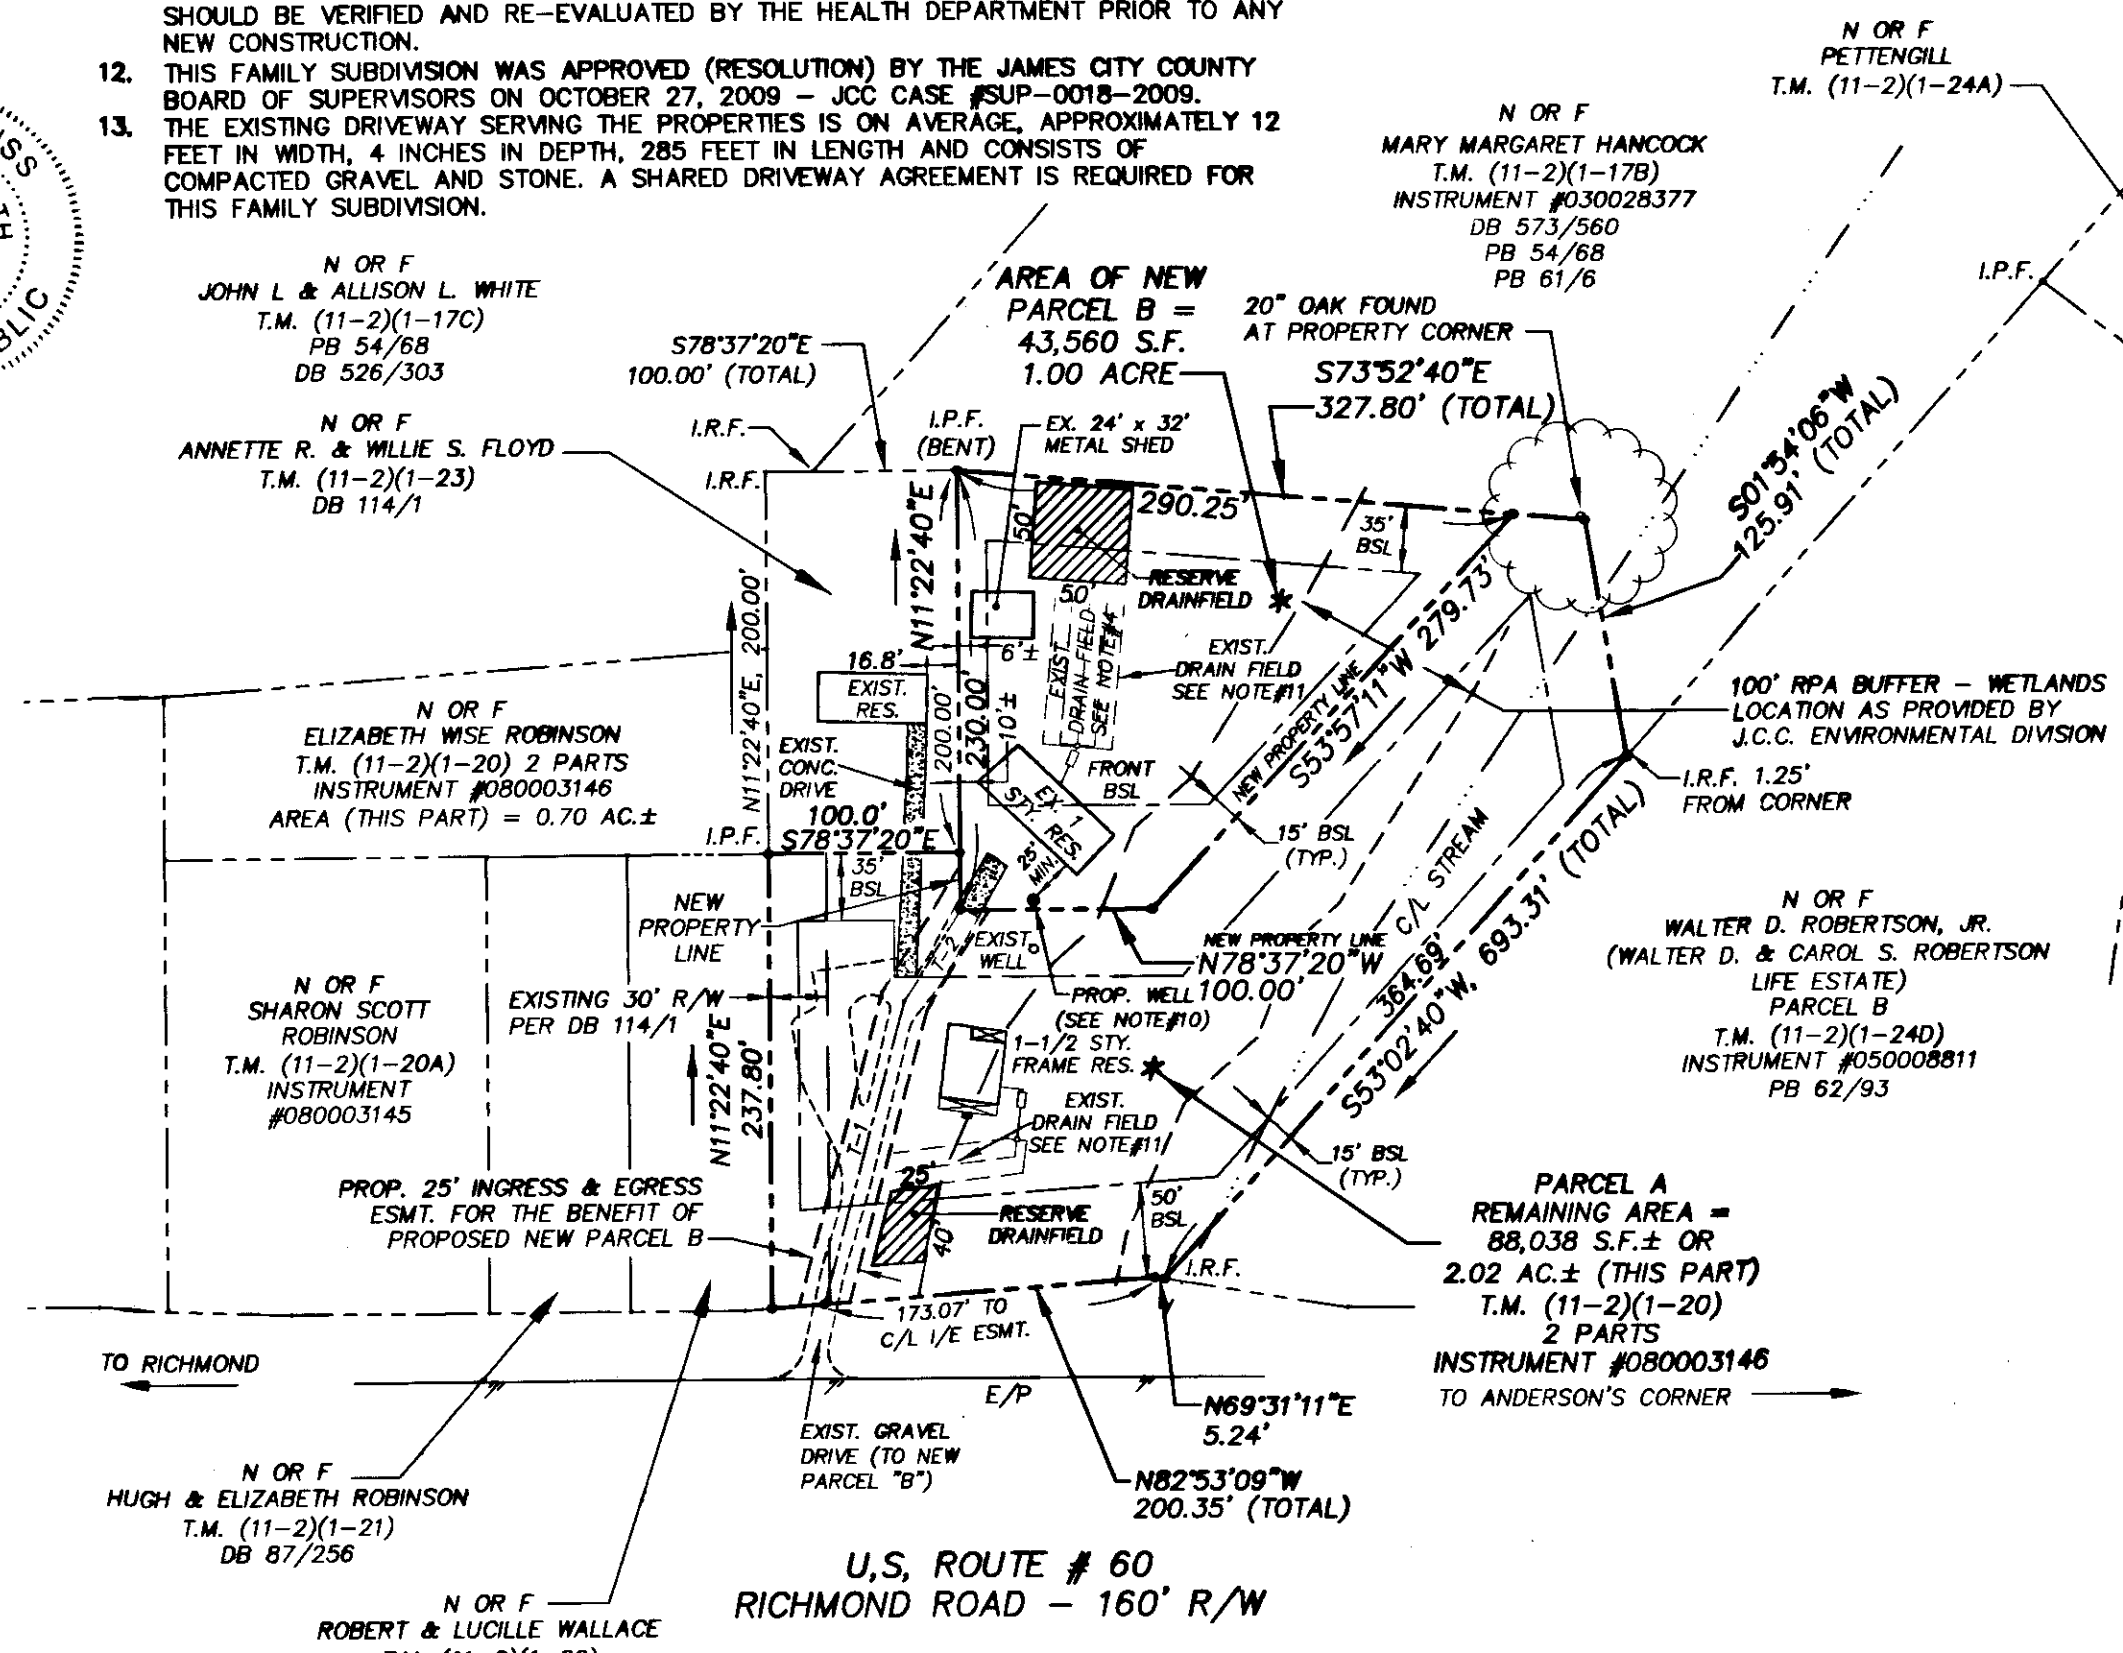 SHOULD BE VERIFIED AND RE-EVALUATED BY THE HEALTH DEPARTMENT PRIOR TO ANY
NEW CONSTRUCTION.
12. THIS FAMILY SUBDIVISION WAS APPROVED (RESOLUTION) BY THE JAMES CITY COUNTY
BOARD OF SUPERVISORS ON OCTOBER 27, 2009 - JCC CASE #SUP-0018-2009.
13. THE EXISTING DRIVEWAY SERVING THE PROPERTIES IS ON AVERAGE, APPROXIMATELY 12
FEET IN WIDTH, 4 INCHES IN DEPTH, 285 FEET IN LENGTH AND CONSISTS OF
COMPACTED GRAVEL AND STONE. A SHARED DRIVEWAY AGREEMENT IS REQUIRED FOR
THIS FAMILY SUBDIVISION.
N OR F
PETTENGILL
T.M. (11-2)(1-24A)
N OR F
MARY MARGARET HANCOCK
T.M. (11-2)(1-17B)
INSTRUMENT #030028377
DB 573/560
PB 54/68
PB 61/6
I.P.F.
N OR F
JOHN L & ALLISON L. WHITE
T.M. (11-2)(1-17C)
PB 54/68
DB 526/303
S78°37'20"E
100.00' (TOTAL)
AREA OF NEW
PARCEL B =
43,560 S.F.
1.00 ACRE
20" OAK FOUND
AT PROPERTY CORNER
S73°52'40"E
327.80' (TOTAL)
S01°54'06"W
125.91' (TOTAL)
N OR F
ANNETTE R. & WILLIE S. FLOYD
T.M. (11-2)(1-23)
DB 114/1
I.R.F.
I.R.F.
I.P.F.
(BENT)
EX. 24' x 32'
METAL SHED
290.25'
35'
BSL
50'
50'
RESERVE
DRAINFIELD
N11°22'40"E
230.00'
200.00'
N11°22'40"E, 200.00'
16.8'
6'±
10'±
EXIST.
RES.
EXIST.
DRAIN FIELD
SEE NOTE#4
EXIST.
DRAIN FIELD
SEE NOTE#11
NEW PROPERTY LINE
S53°57'11"W 279.73'
100' RPA BUFFER - WETLANDS
LOCATION AS PROVIDED BY
J.C.C. ENVIRONMENTAL DIVISION
I.R.F. 1.25'
FROM CORNER
N OR F
ELIZABETH WISE ROBINSON
T.M. (11-2)(1-20) 2 PARTS
INSTRUMENT #080003146
AREA (THIS PART) = 0.70 AC.±
EXIST.
CONC.
DRIVE
100.0'
S78°37'20"E
I.P.F.
FRONT
BSL
EX. 1
STY. RES.
25'
MIN.
15' BSL
(TYP.)
C/L STREAM
35'
BSL
NEW
PROPERTY
LINE
EXIST.
WELL
NEW PROPERTY LINE
N78°37'20"W
100.00'
PROP. WELL
(SEE NOTE#10)
364.69'
S53°02'40"W, 693.31' (TOTAL)
N OR F
WALTER D. ROBERTSON, JR.
(WALTER D. & CAROL S. ROBERTSON
LIFE ESTATE)
PARCEL B
T.M. (11-2)(1-24D)
INSTRUMENT #050008811
PB 62/93
N OR F
SHARON SCOTT
ROBINSON
T.M. (11-2)(1-20A)
INSTRUMENT
#080003145
EXISTING 30' R/W
PER DB 114/1
N11°22'40"E
237.80'
1-1/2 STY.
FRAME RES.
EXIST.
DRAIN FIELD
SEE NOTE#11
25'
40'
RESERVE
DRAINFIELD
50'
BSL
15' BSL
(TYP.)
PROP. 25' INGRESS & EGRESS
ESMT. FOR THE BENEFIT OF
PROPOSED NEW PARCEL B
PARCEL A
REMAINING AREA =
88,038 S.F.± OR
2.02 AC.± (THIS PART)
T.M. (11-2)(1-20)
2 PARTS
INSTRUMENT #080003146
I.R.F.
173.07' TO
C/L I/E ESMT.
TO RICHMOND
E/P
TO ANDERSON'S CORNER
N69°31'11"E
5.24'
EXIST. GRAVEL
DRIVE (TO NEW
PARCEL "B")
N82°53'09"W
200.35' (TOTAL)
N OR F
HUGH & ELIZABETH ROBINSON
T.M. (11-2)(1-21)
DB 87/256
U,S, ROUTE # 60
RICHMOND ROAD - 160' R/W
N OR F
ROBERT & LUCILLE WALLACE